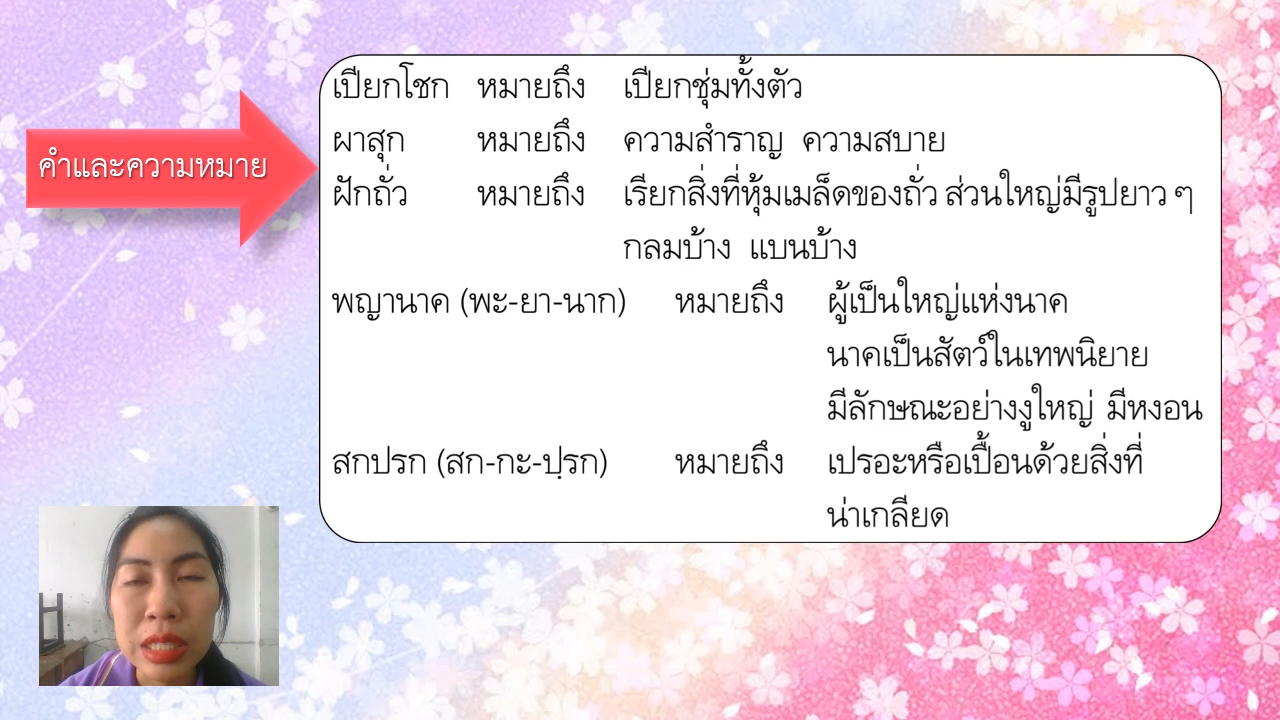 คำและความหมาย
เปียกโชก หมายถึง เปียกชุ่มทั้งตัว
ผาสุก หมายถึง ความสำราญ ความสบาย
ฝักถั่ว หมายถึง เรียกสิ่งที่หุ้มเมล็ดของถั่ว ส่วนใหญ่มีรูปยาว ๆ
กลมบ้าง แบนบ้าง
พญานาค (พะ-ยา-นาก) หมายถึง ผู้เป็นใหญ่แห่งนาค
นาคเป็นสัตว์ในเทพนิยาย
มีลักษณะอย่างงูใหญ่ มีหงอน
สกปรก (สก-กะ-ปฺรก) หมายถึง เปรอะหรือเปื้อนด้วยสิ่งที่
น่าเกลียด